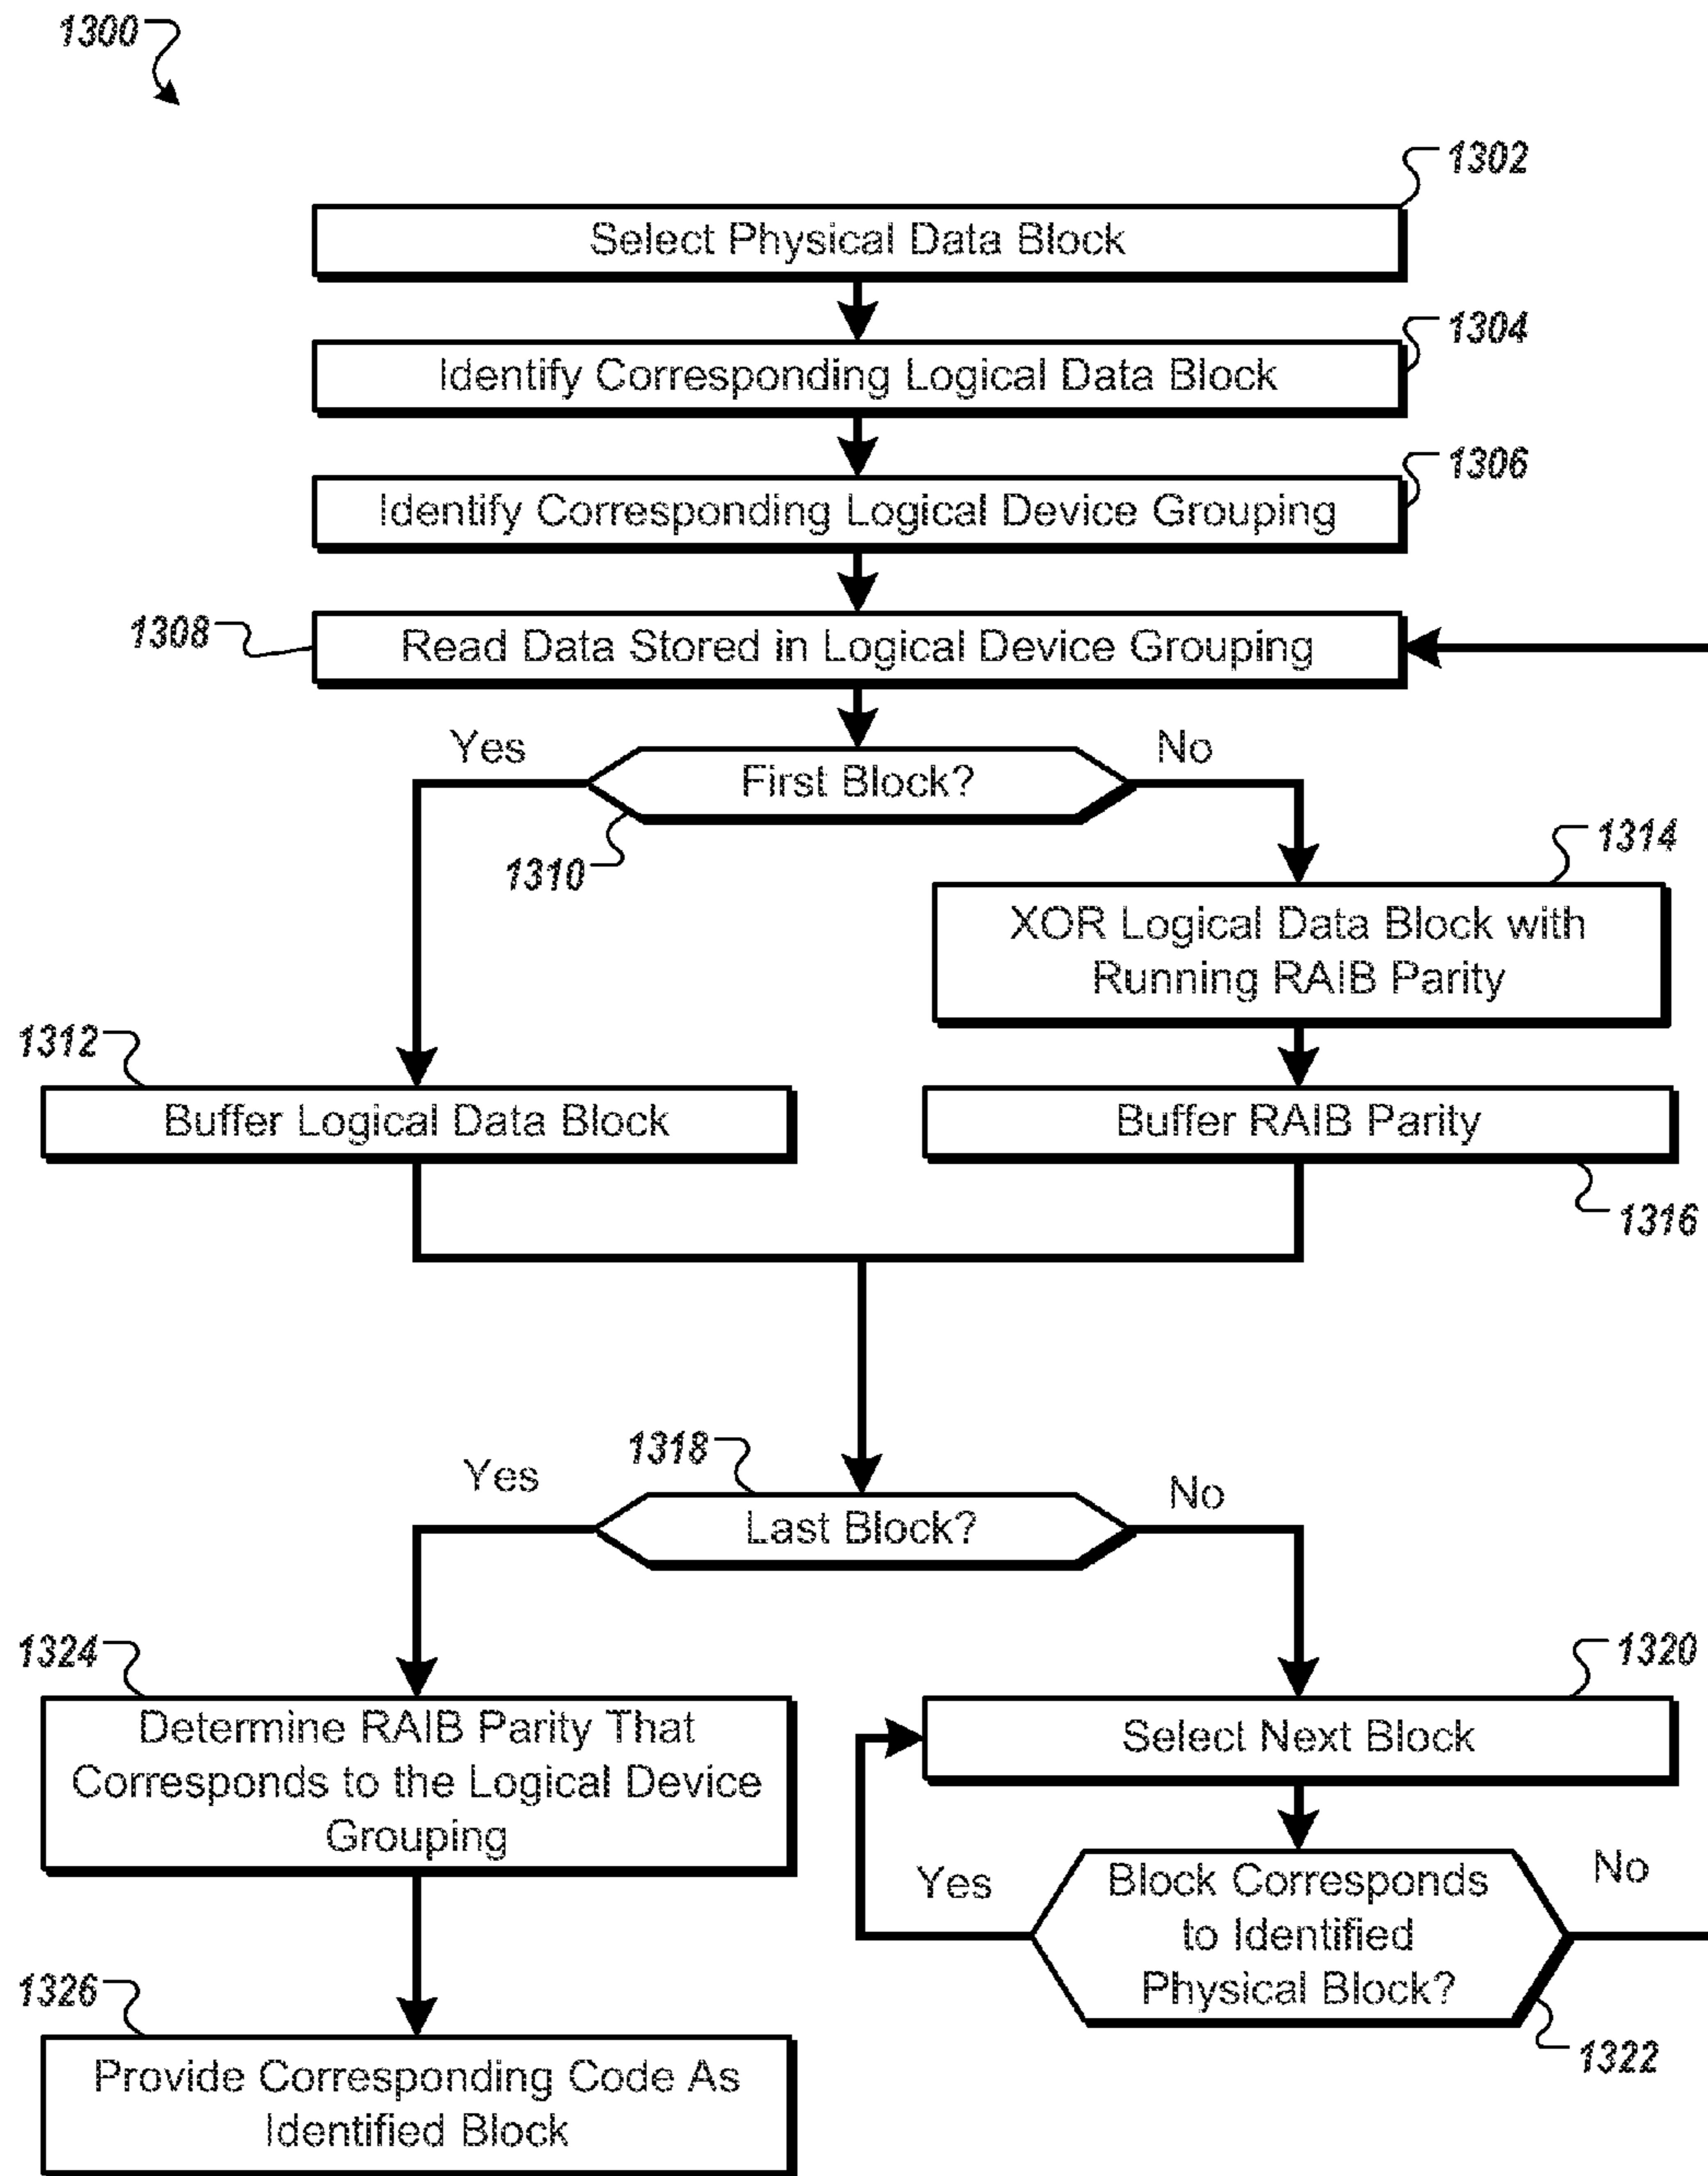 1300
1302
Select Physical Data Block
1304
Identify Corresponding Logical Data Block
1306
Identify Corresponding Logical Device Grouping
1308
Read Data Stored in Logical Device Grouping
Yes
No
First Block?
1310
1314
XOR Logical Data Block with
Running RAIB Parity
1312
Buffer Logical Data Block
Buffer RAIB Parity
1316
1318
Yes
No
Last Block?
1324
1320
Determine RAIB Parity That
Corresponds to the Logical Device
Grouping
Select Next Block
Yes
No
Block Corresponds
to Identified
Physical Block?
1322
1326
Provide Corresponding Code As
Identified Block